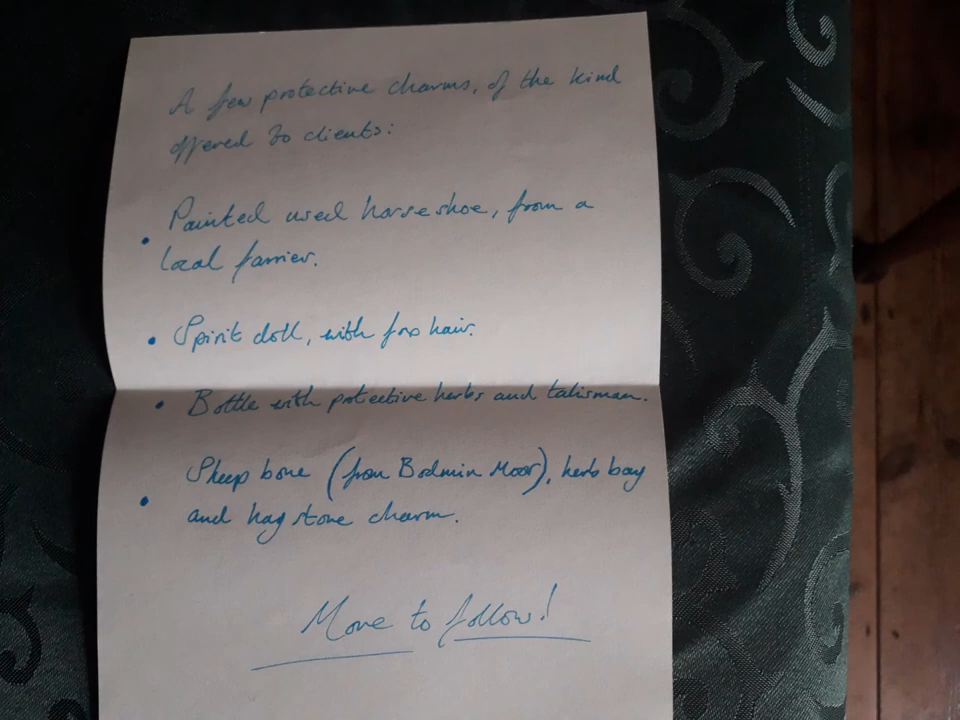 A few protective charms, of the kind
offered to clients:
• Painted used horseshoe, from a
local farrier.
• Spirit doll, with fox hair.
• Bottle with protective herbs and talisman.
• Sheep bone (from Bodmin Moor), herb bag
and hag stone charm.
More to follow!